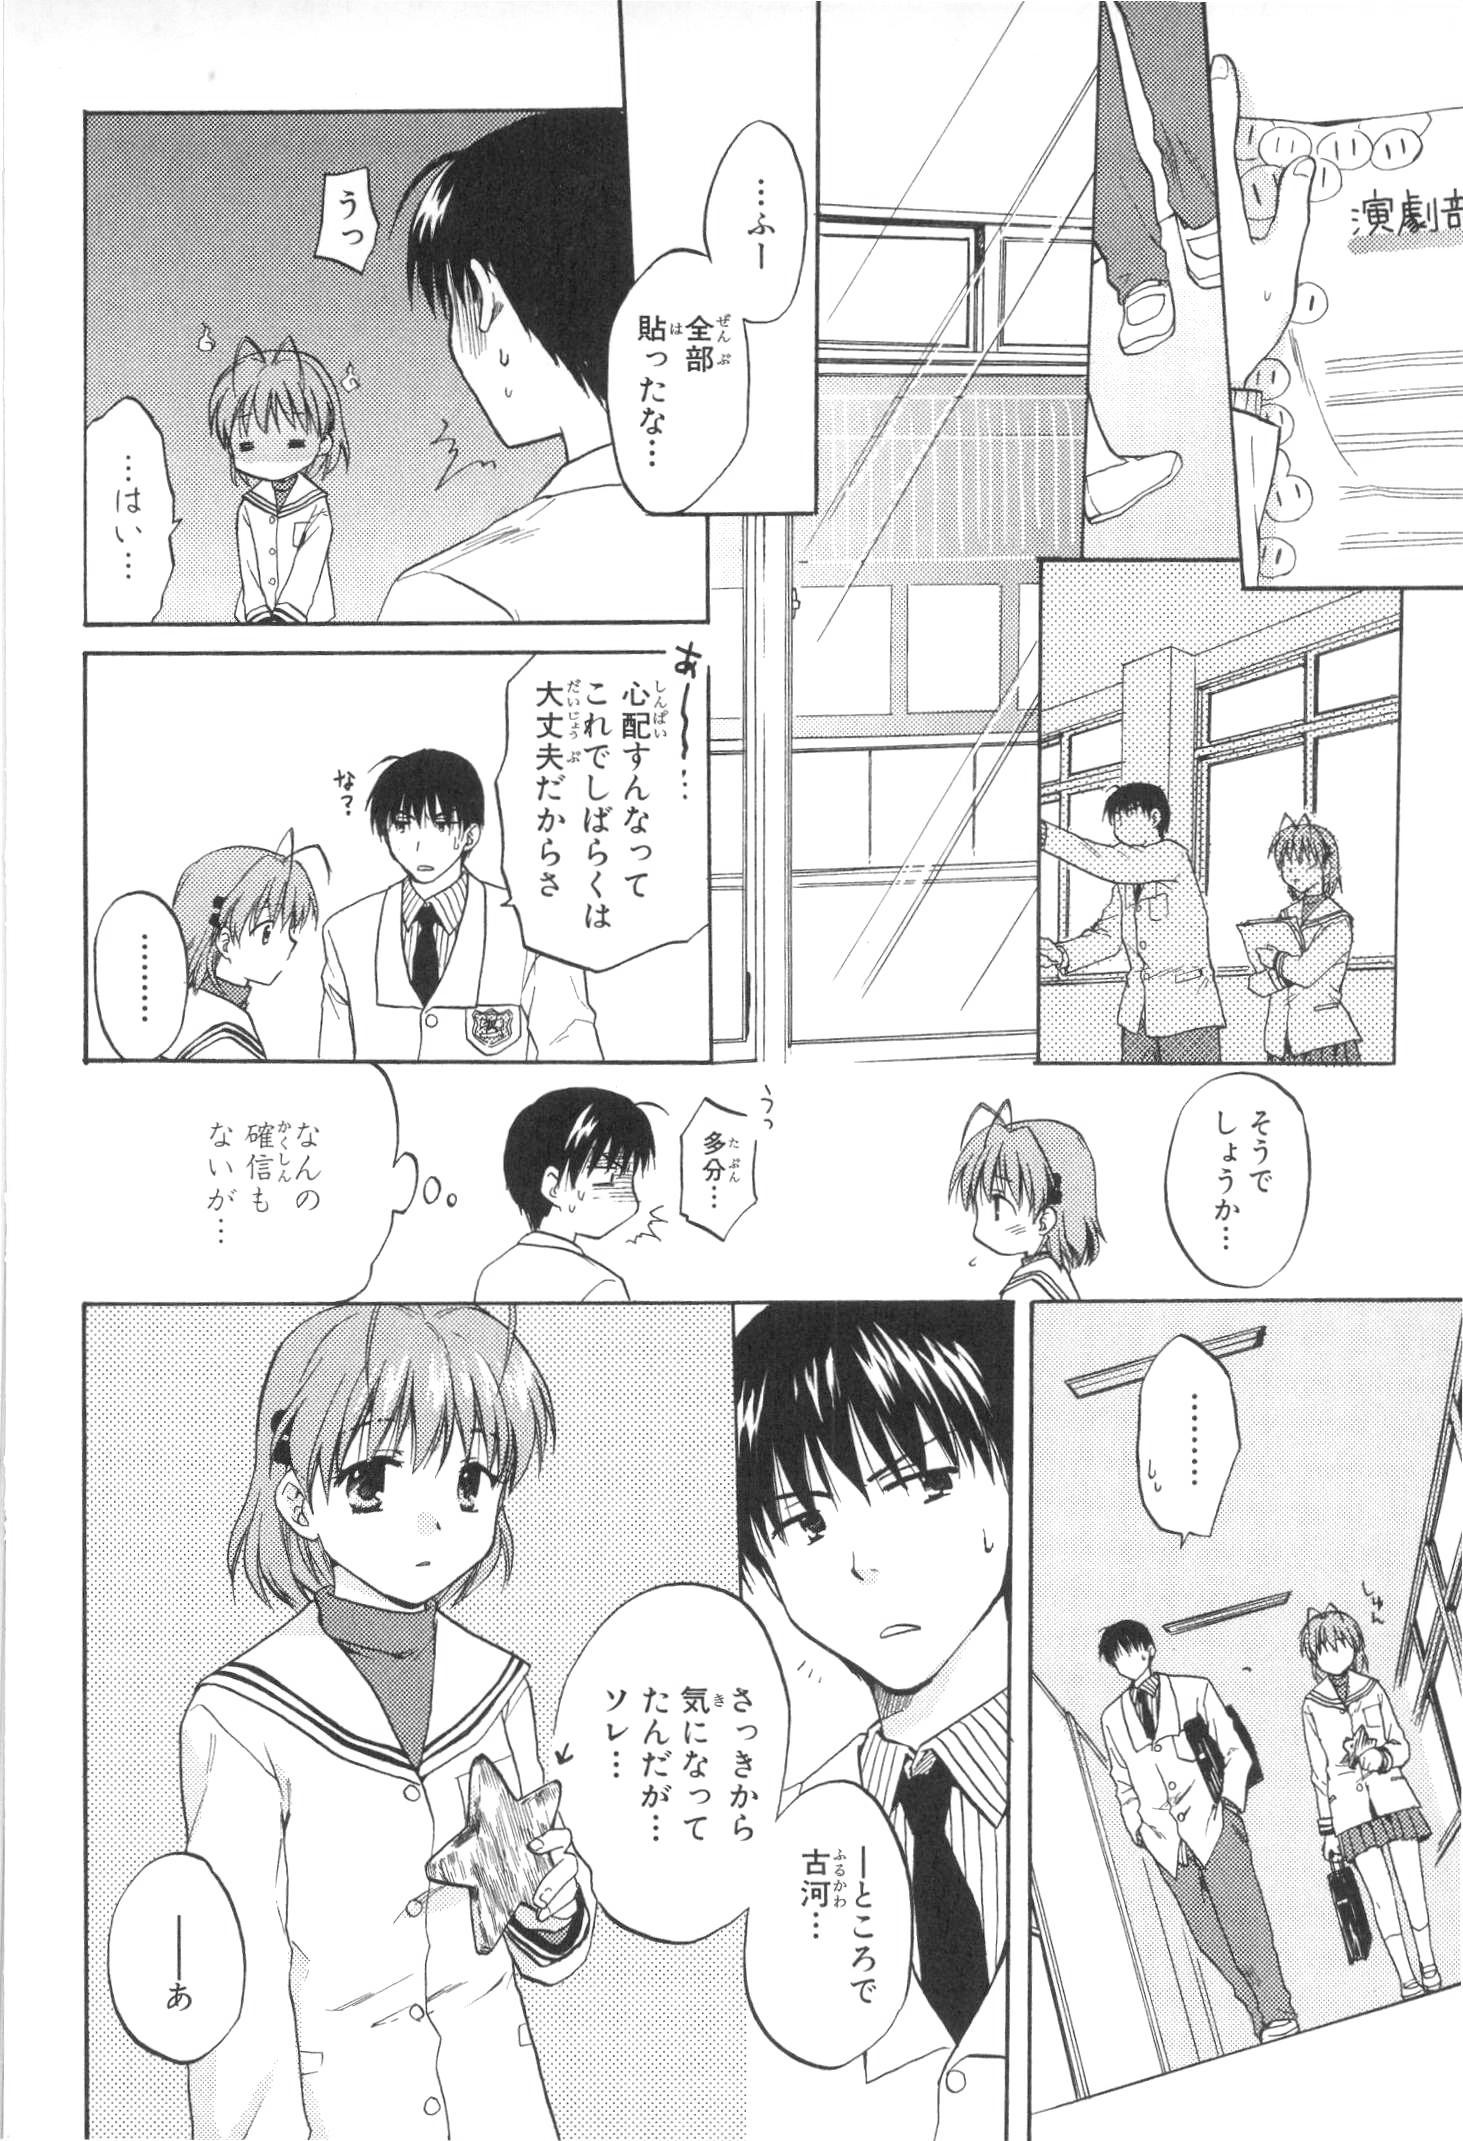 演劇部
…ふー
全部
貼ったな…
うっ
…はい…
あ――…
心配すんなって
これでしばらくは
大丈夫だからさ
な?
………
そうで
しょうか…
うっ
多分…
なんの
確信も
ないが…
………
しゅん
―ところで
古河…
さっきから
気になって
たんだが…
ソレ…
――あ